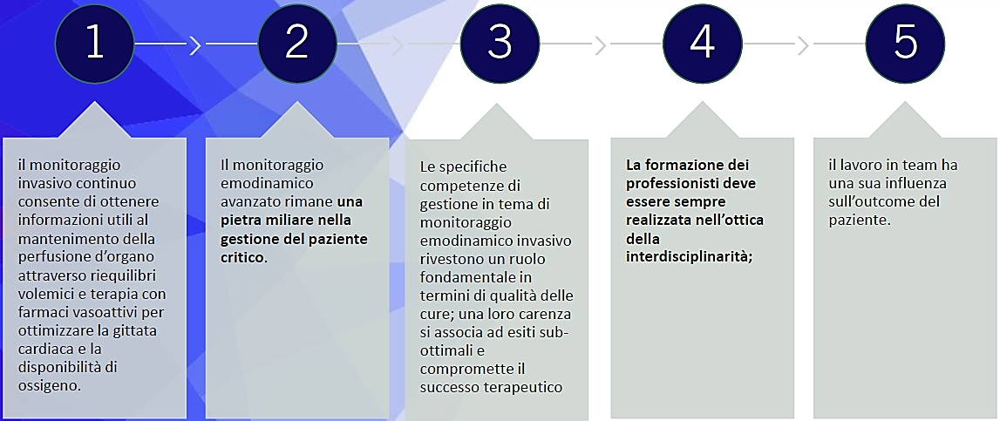 1
2
3
4
5
il monitoraggio
invasivo continuo
consente di ottenere
informazioni utili al
mantenimento della
perfusione d'organo
attraverso riequilibri
volemici e terapia con
farmaci vasoattivi per
ottimizzare la gittata
cardiaca e la
disponibilità di
ossigeno.
Il monitoraggio
emodinamico
avanzato rimane una
pietra miliare nella
gestione del paziente
critico.
Le specifiche
competenze di
gestione in tema di
monitoraggio
emodinamico invasivo
rivestono un ruolo
fondamentale in
termini di qualità delle
cure; una loro carenza
si associa ad esiti sub-
ottimali e
compromette il
successo terapeutico
La formazione dei
professionisti deve
essere sempre
realizzata nell'ottica
della
interdisciplinarità;
il lavoro in team ha
una sua influenza
sull'outcome del
paziente.